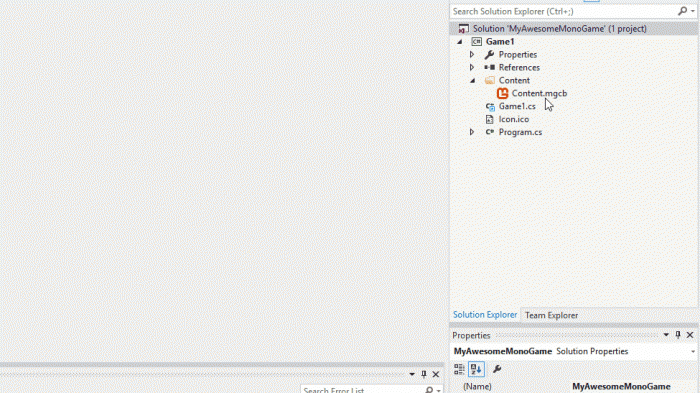 Search Solution Explorer (Ctrl+;)
Solution 'MyAwesomeMonoGame' (1 project)
C# Game1
Properties
References
Content
Content.mgcb
Game1.cs
Icon.ico
C# Program.cs
Solution Explorer Team Explorer
Properties
MyAwesomeMonoGame Solution Properties
(Name) MyAwesomeMonoGame
Search Error List